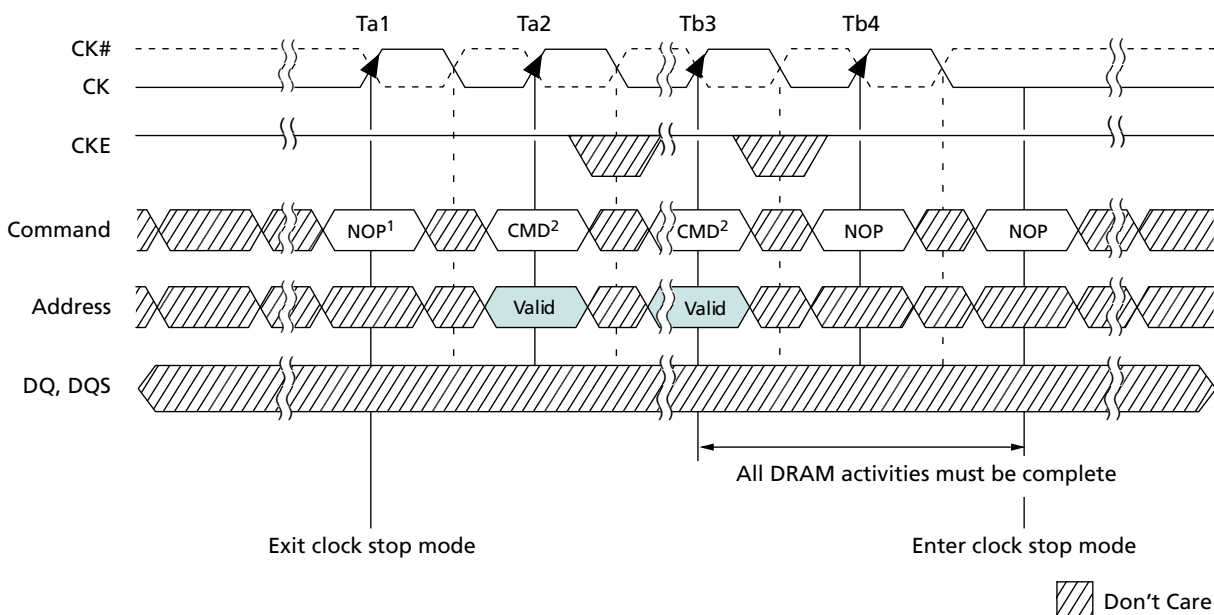 Ta1 Ta2 Tb3 Tb4
CK#
CK
CKE
Command NOP1 CMD2 CMD2 NOP NOP
Address Valid Valid
DQ, DQS
All DRAM activities must be complete
Exit clock stop mode Enter clock stop mode
Don't Care